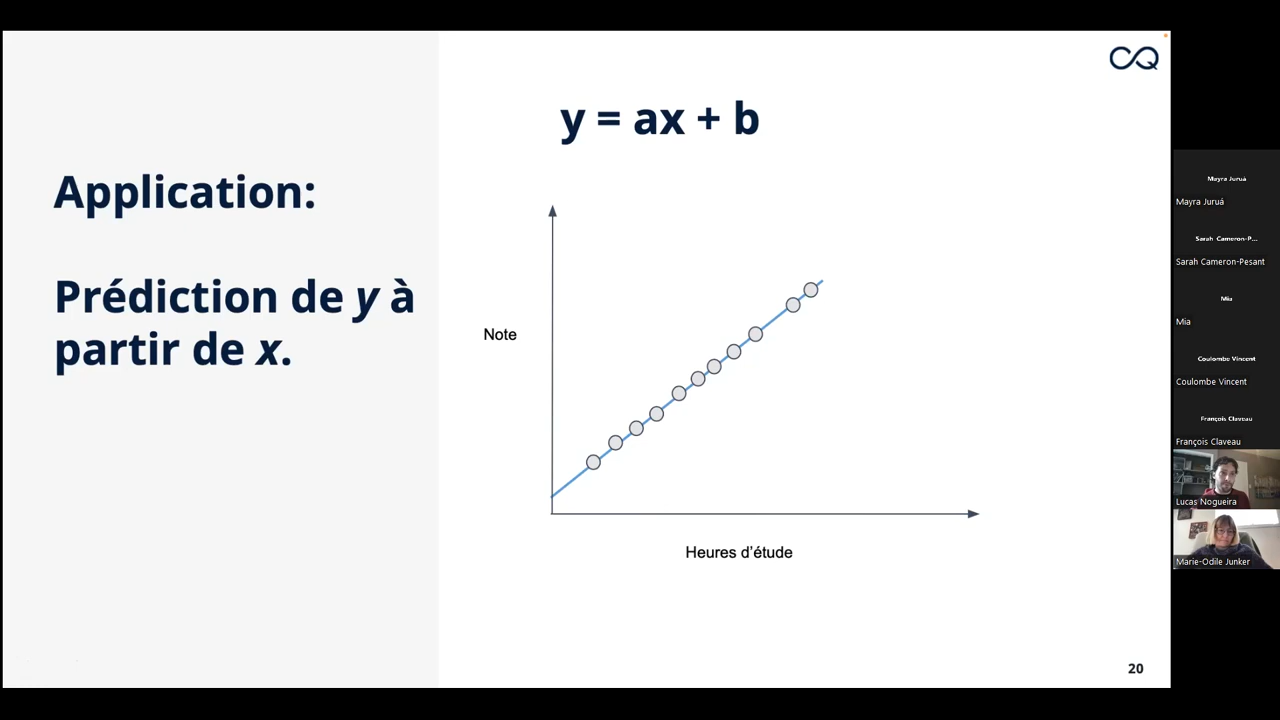 CQ
y = ax + b
Application:
Prédiction de y à
partir de x.
Note
Heures d'étude
20
Mayra Juruá
Mayra Juruá
Sarah Cameron-P...
Sarah Cameron-Pesant
Mia
Mia
Coulombe Vincent
Coulombe Vincent
François Claveau
François Claveau
Lucas Nogueira
Marie-Odile Junker